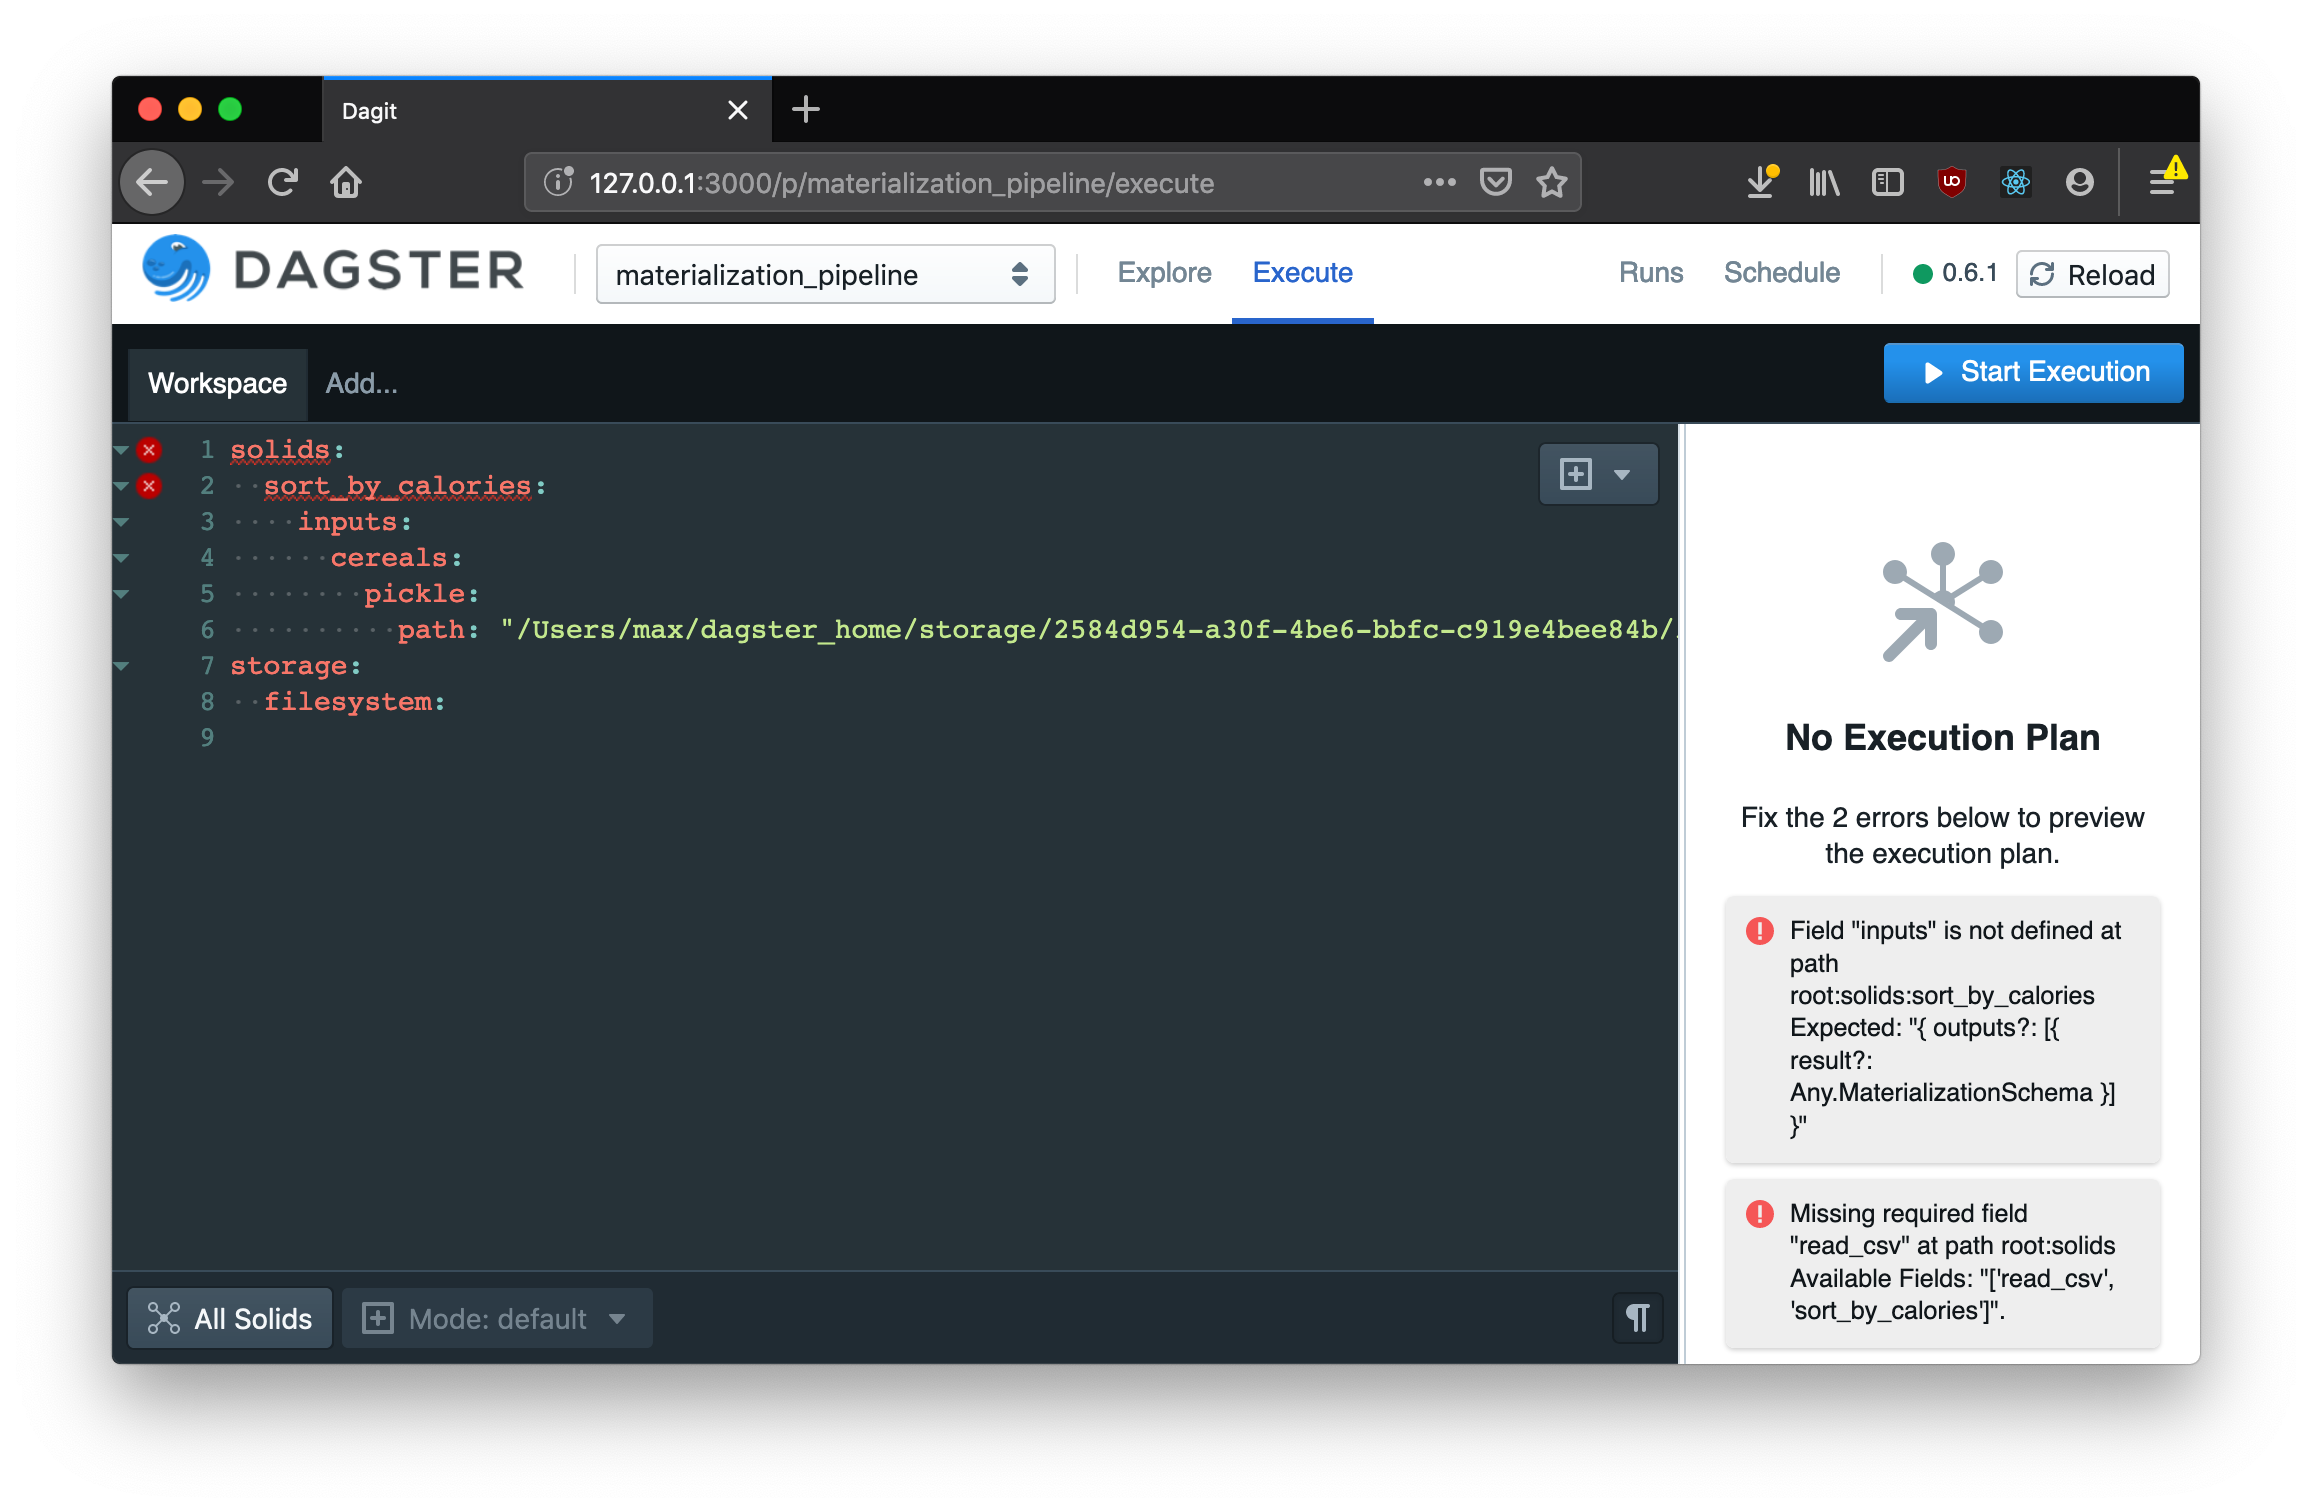 Dagit
127.0.0.1:3000/p/materialization_pipeline/execute
DAGSTER
materialization_pipeline
Explore
Execute
Runs
Schedule
0.6.1
Reload
Workspace
Add...
Start Execution
1 solids:
2 sort_by_calories:
3 inputs:
4 cereals:
5 pickle:
6 path: "/Users/max/dagster_home/storage/2584d954-a30f-4be6-bbfc-c919e4bee84b/
7 storage:
8 filesystem:
9
No Execution Plan
Fix the 2 errors below to preview
the execution plan.
Field "inputs" is not defined at
path
root:solids:sort_by_calories
Expected: "{ outputs?: [{
result?:
Any.MaterializationSchema }]
}"
Missing required field
"read_csv" at path root:solids
Available Fields: "['read_csv',
'sort_by_calories']".
All Solids
Mode: default